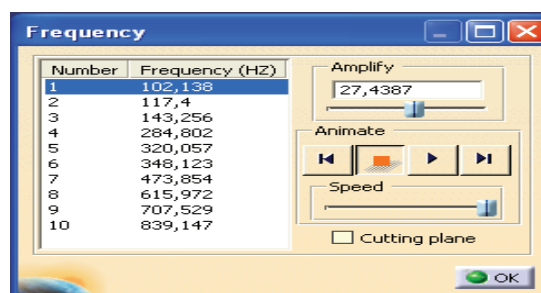 Frequency
Number Frequency (HZ)
1 102,138
2 117,4
3 143,256
4 284,802
5 320,057
6 348,123
7 473,854
8 615,972
9 707,529
10 839,147
Amplify
27,4387
Animate
Speed
Cutting plane
OK